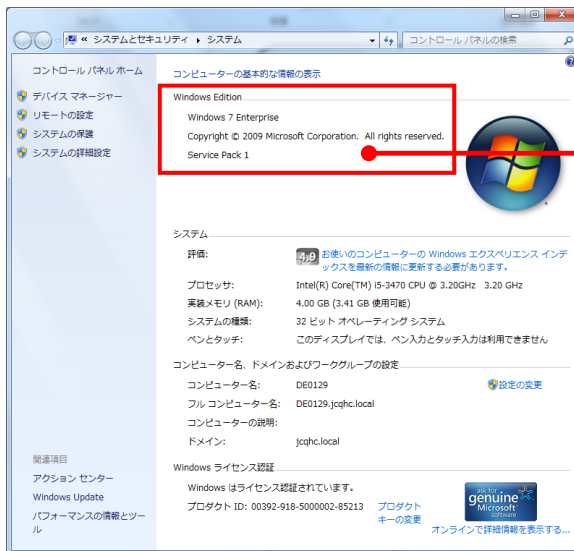 システムとセキュリティ ▸ システム
コントロール パネルの検索
コントロール パネル ホーム
デバイス マネージャー
リモートの設定
システムの保護
システムの詳細設定
コンピューターの基本的な情報の表示
Windows Edition
Windows 7 Enterprise
Copyright © 2009 Microsoft Corporation. All rights reserved.
Service Pack 1
システム
評価:
4.9 お使いのコンピューターの Windows エクスペリエンス インデ
ックスを最新の情報に更新する必要があります。
プロセッサ: Intel(R) Core(TM) i5-3470 CPU @ 3.20GHz 3.20 GHz
実装メモリ (RAM): 4.00 GB (3.41 GB 使用可能)
システムの種類: 32 ビット オペレーティング システム
ペンとタッチ: このディスプレイでは、ペン入力とタッチ入力は利用できません
コンピューター名、ドメインおよびワークグループの設定
コンピューター名: DE0129
設定の変更
フル コンピューター名: DE0129.jcqhc.local
コンピューターの説明:
ドメイン: jcqhc.local
Windows ライセンス認証
Windows はライセンス認証されています。
プロダクト ID: 00392-918-5000002-85213
プロダクト
キーの変更
ask for
genuine
Microsoft
software
オンラインで詳細情報を表示する...
関連項目
アクション センター
Windows Update
パフォーマンスの情報とツー
ル